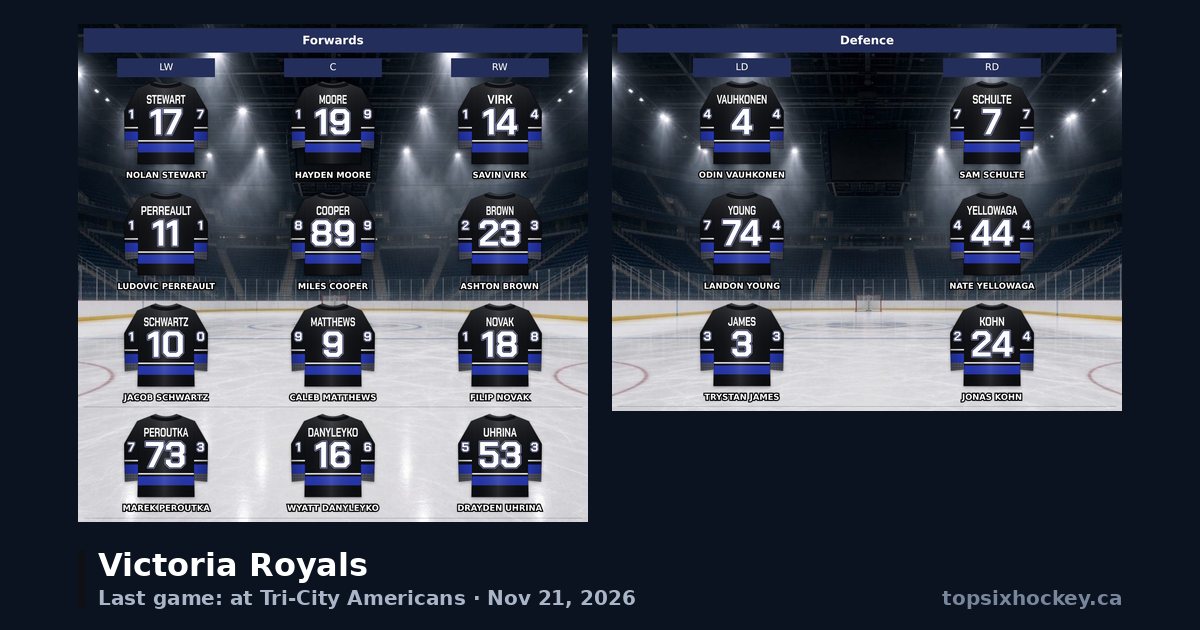 Forwards
LW C RW
STEWART MOORE VIRK
1 17 7 1 19 9 1 14 4
NOLAN STEWART HAYDEN MOORE SAVIN VIRK
PERREAULT COOPER BROWN
1 11 1 8 89 9 2 23 3
LUDOVIC PERREAULT MILES COOPER ASHTON BROWN
SCHWARTZ MATTHEWS NOVAK
1 10 0 9 9 9 1 18 8
JACOB SCHWARTZ CALEB MATTHEWS FILIP NOVAK
PEROUTKA DANYLEYKO UHRINA
7 73 3 1 16 6 5 53 3
MAREK PEROUTKA WYATT DANYLEYKO DRAYDEN UHRINA
Defence
LD RD
VAUHKONEN SCHULTE
4 4 4 7 7 7
ODIN VAUHKONEN SAM SCHULTE
YOUNG YELLOWAGA
7 74 4 4 44 4
LANDON YOUNG NATE YELLOWAGA
JAMES KOHN
3 3 3 2 24 4
TRYSTAN JAMES JONAS KOHN
Victoria Royals
Last game: at Tri-City Americans · Nov 21, 2026
topsixhockey.ca